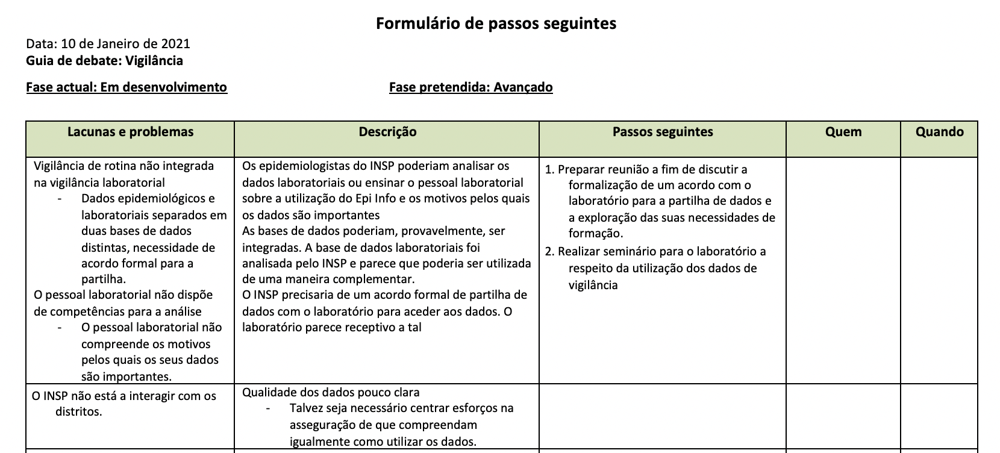 Formulário de passos seguintes
Data: 10 de Janeiro de 2021
Guia de debate: Vigilância
Fase actual: Em desenvolvimento
Fase pretendida: Avançado
Lacunas e problemas
Descrição
Passos seguintes
Quem
Quando
Vigilância de rotina não integrada
na vigilância laboratorial
- Dados epidemiológicos e
laboratoriais separados em
duas bases de dados
distintas, necessidade de
acordo formal para a
partilha.
O pessoal laboratorial não dispõe
de competências para a análise
- O pessoal laboratorial não
compreende os motivos
pelos quais os seus dados
são importantes.
Os epidemiologistas do INSP poderiam analisar os
dados laboratoriais ou ensinar o pessoal laboratorial
sobre a utilização do Epi Info e os motivos pelos quais
os dados são importantes
As bases de dados poderiam, provavelmente, ser
integradas. A base de dados laboratoriais foi
analisada pelo INSP e parece que poderia ser utilizada
de uma maneira complementar.
O INSP precisaria de um acordo formal de partilha de
dados com o laboratório para aceder aos dados. O
laboratório parece receptivo a tal
1. Preparar reunião a fim de discutir a
formalização de um acordo com o
laboratório para a partilha de dados e
a exploração das suas necessidades de
formação.
2. Realizar seminário para o laboratório a
respeito da utilização dos dados de
vigilância
O INSP não está a interagir com os
distritos.
Qualidade dos dados pouco clara
- Talvez seja necessário centrar esforços na
asseguração de que compreendam
igualmente como utilizar os dados.